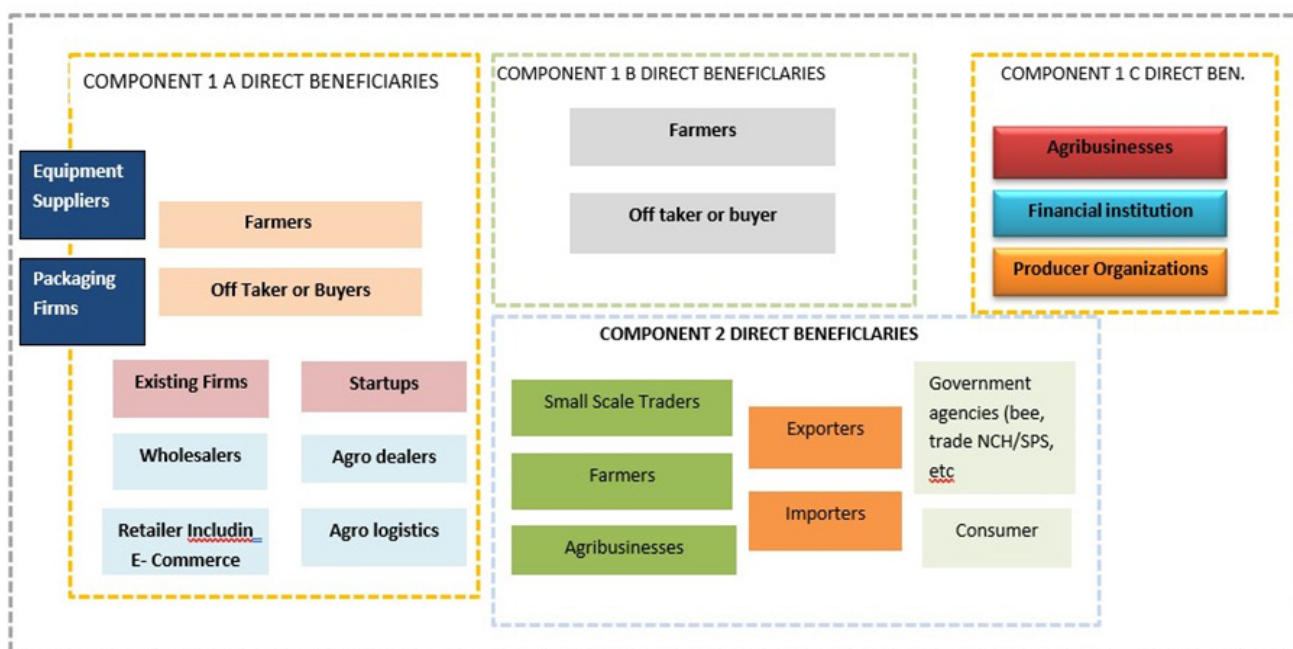 COMPONENT 1 A DIRECT BENEFICIARIES
Equipment
Suppliers
Farmers
Packaging
Firms
Off Taker or Buyers
Existing Firms
Startups
Wholesalers
Agro dealers
Retailer Includin
E- Commerce
Agro logistics
COMPONENT 1 B DIRECT BENEFICLARIES
Farmers
Off taker or buyer
COMPONENT 1 C DIRECT BEN.
Agribusinesses
Financial institution
Producer Organizations
COMPONENT 2 DIRECT BENEFICLARIES
Small Scale Traders
Farmers
Agribusinesses
Exporters
Importers
Government
agencies (bee,
trade NCH/SPS,
etc
Consumer